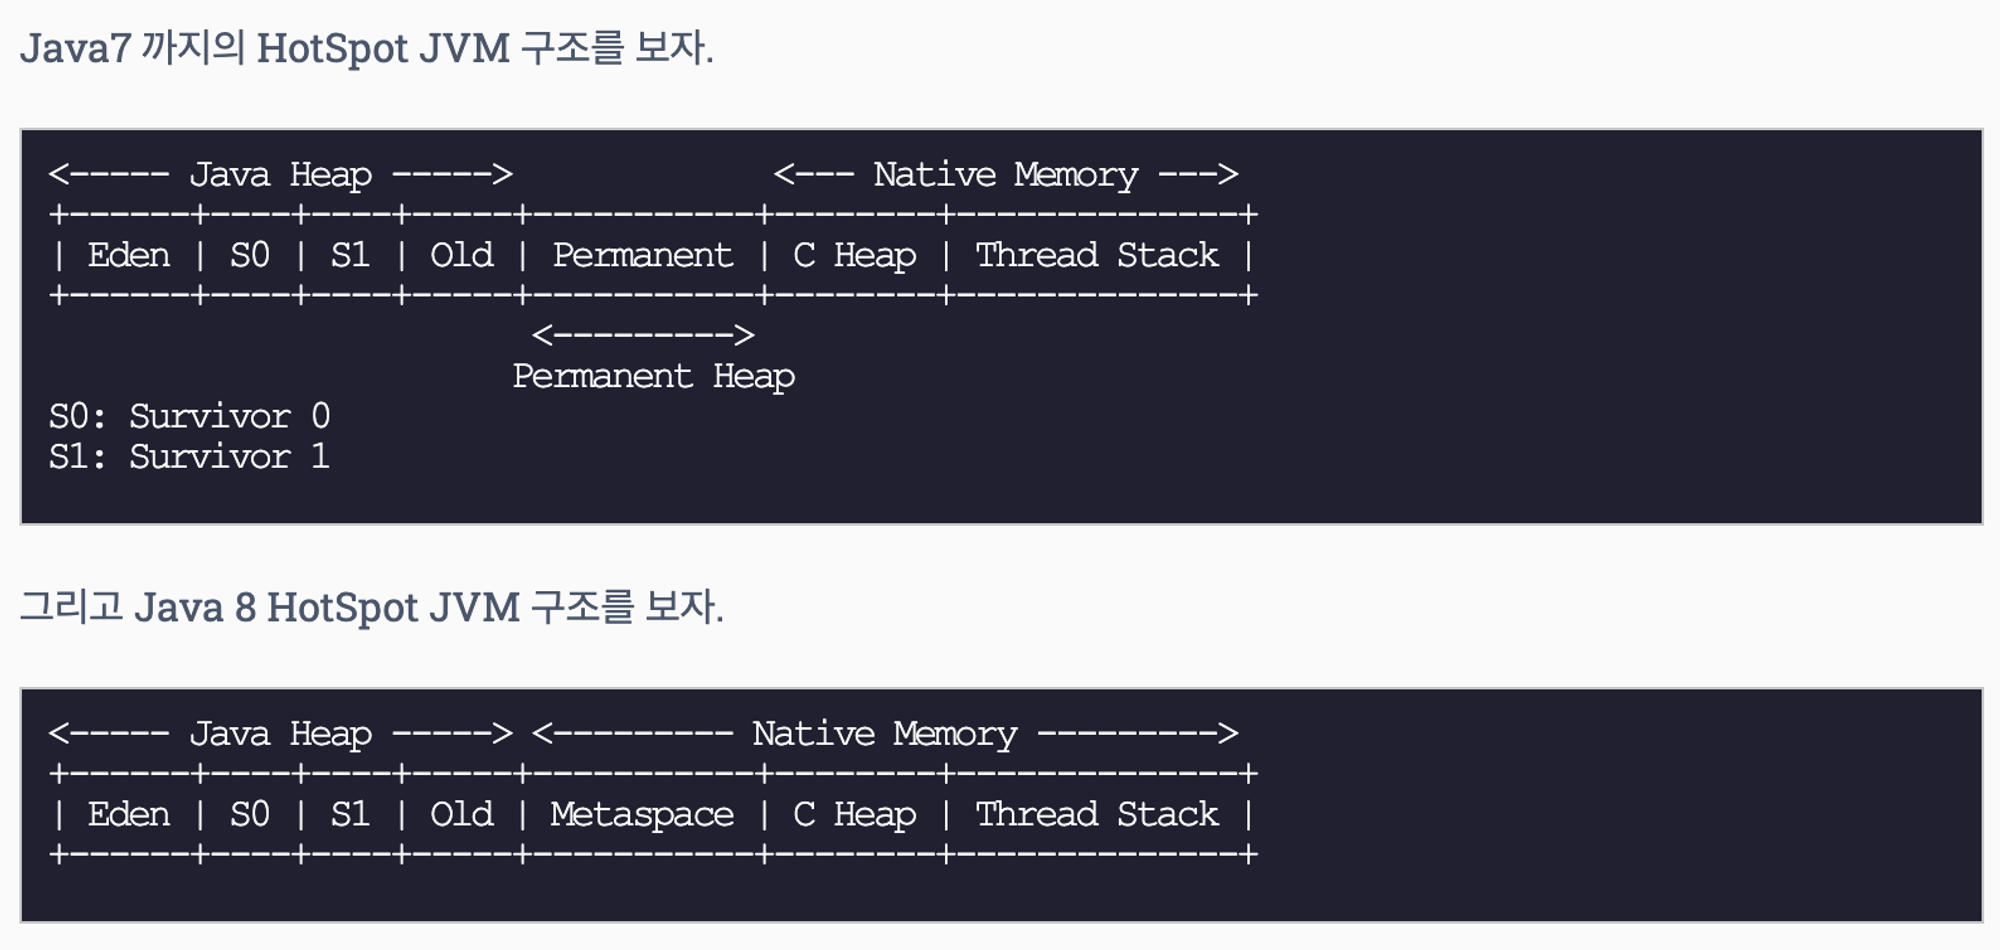 Java7 까지의 HotSpot JVM 구조를 보자.
<----- Java Heap ----->             <--- Native Memory --->
+------+----+----+-----+-----------+--------+--------------+
| Eden | S0 | S1 | Old | Permanent | C Heap | Thread Stack |
+------+----+----+-----+-----------+--------+--------------+
                        <--------->
                       Permanent Heap
S0: Survivor 0
S1: Survivor 1
그리고 Java 8 HotSpot JVM 구조를 보자.
<----- Java Heap -----> <--------- Native Memory --------->
+------+----+----+-----+-----------+--------+--------------+
| Eden | S0 | S1 | Old | Metaspace | C Heap | Thread Stack |
+------+----+----+-----+-----------+--------+--------------+